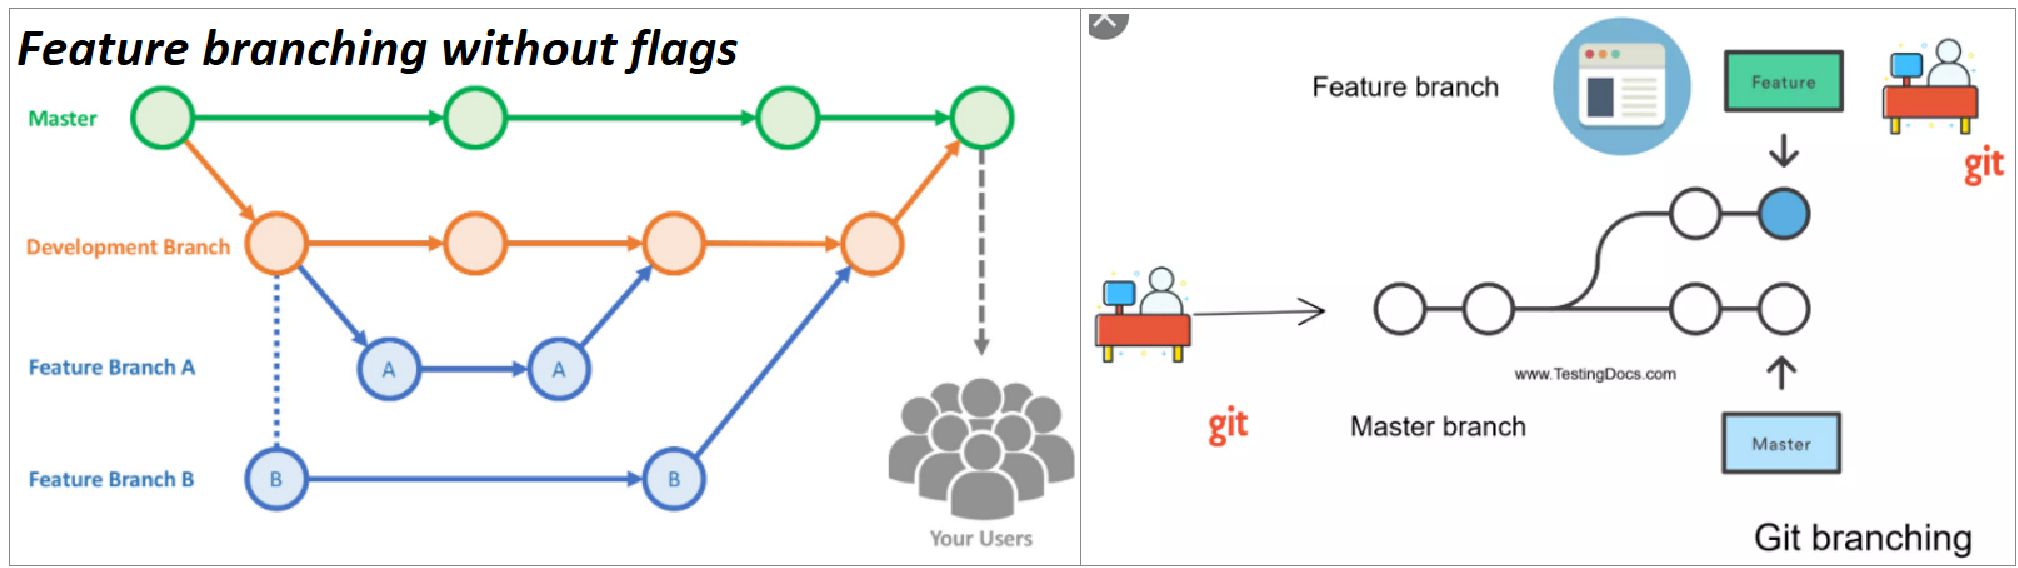 Feature branching without flags
Master
Development Branch
Feature Branch A
A
A
Feature Branch B
B
B
Your Users
Feature branch
Feature
git
www.TestingDocs.com
git
Master branch
Master
Git branching